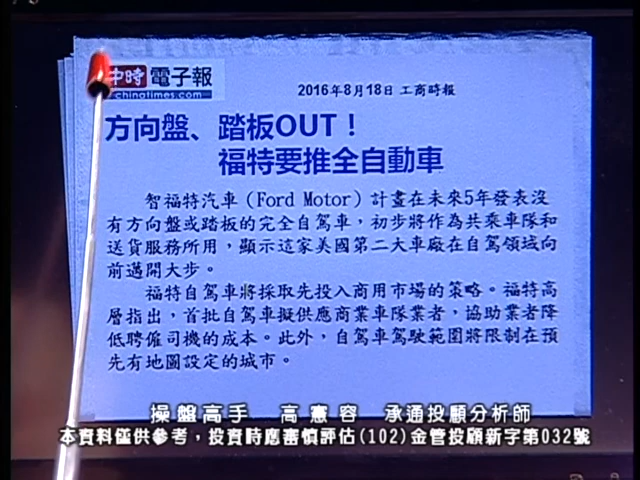 中時電子報
chinatimes.com
2016年8月18日 工商時報
方向盤、踏板OUT！
福特要推全自動車
智福特汽車（Ford Motor）計畫在未來5年發表沒
有方向盤或踏板的完全自駕車，初步將作為共乘車隊和
送貨服務所用，顯示這家美國第二大車廠在自駕領域向
前邁開大步。
福特自駕車將採取先投入商用市場的策略。福特高
層指出，首批自駕車擬供應商業車隊業者，協助業者降
低聘僱司機的成本。此外，自駕車駕駛範圍將限制在預
先有地圖設定的城市。
操盤高手 高憲容 承通投顧分析師
本資料僅供參考，投資時應審慎評估(102)金管投顧新字第032號